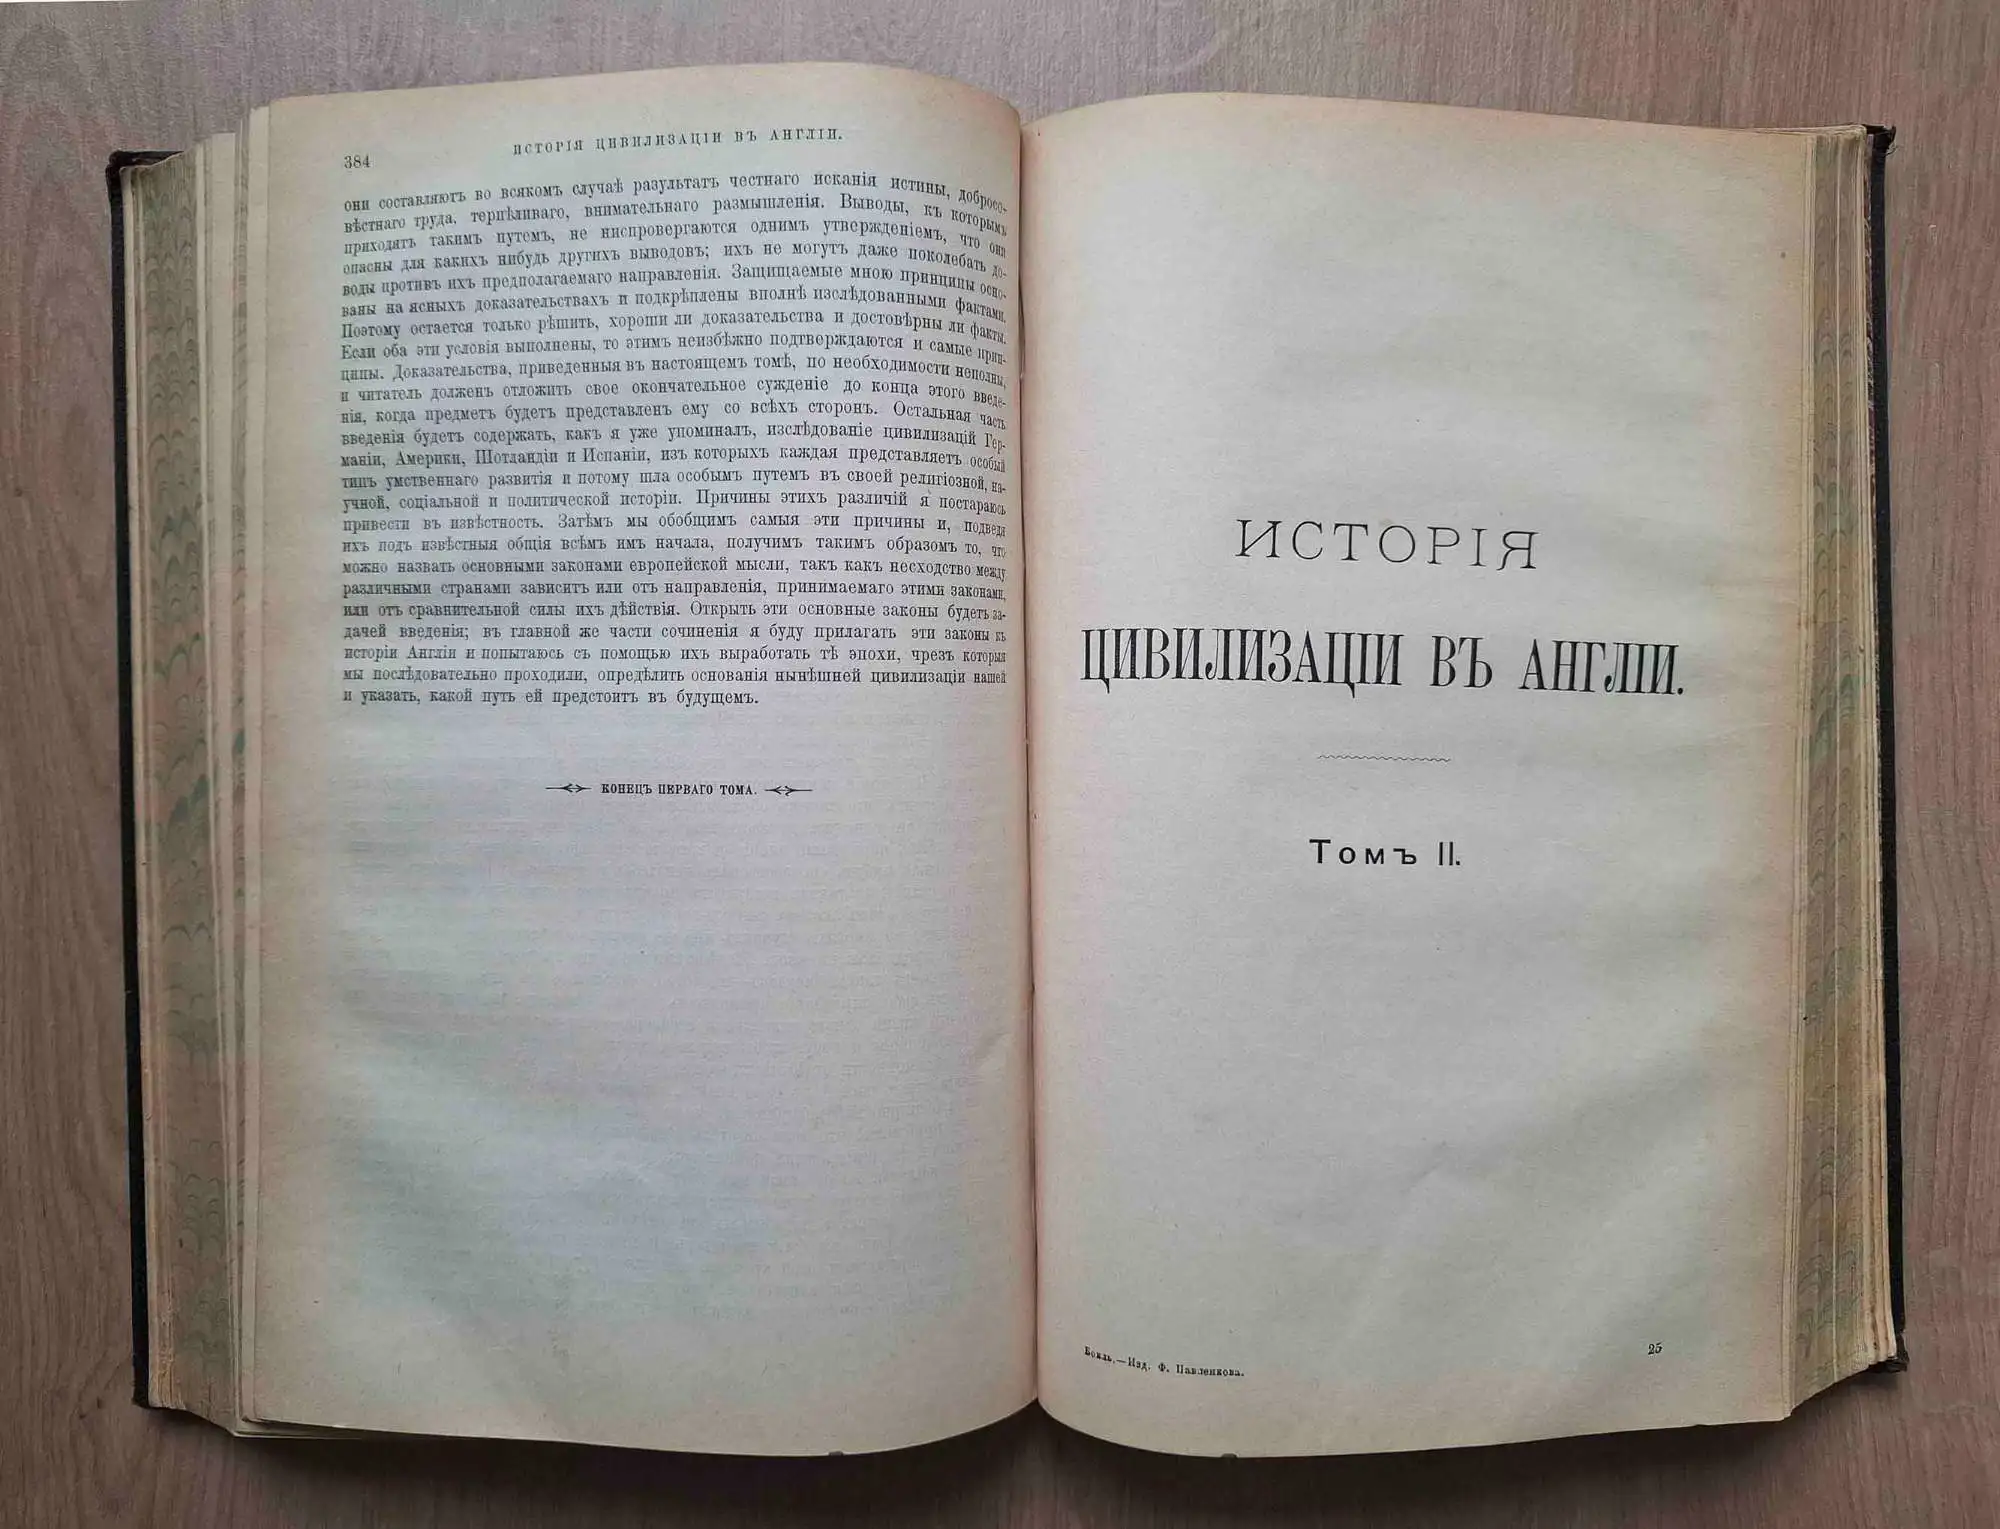 384
ИСТОРІЯ ЦИВИЛИЗАЦІИ ВЪ АНГЛІИ.
они составляютъ во всякомъ случаѣ разультатъ честнаго исканія истины, добросо-
вѣстнаго труда, терпѣливаго, внимательнаго размышленія. Выводы, къ которымъ
приходятъ такимъ путемъ, не ниспровергаются однимъ утвержденіемъ, что они
опасны для какихъ нибудь другихъ выводовъ; ихъ не могутъ даже поколебать до-
воды противъ ихъ предполагаемаго направленія. Защищаемые мною принципы осно-
ваны на ясныхъ доказательствахъ и подкрѣплены вполнѣ изслѣдованными фактами.
Поэтому остается только рѣшить, хороши ли доказательства и достовѣрны ли факты.
Если оба эти условія выполнены, то этимъ неизбѣжно подтверждаются и самые прин-
ципы. Доказательства, приведенныя въ настоящемъ томѣ, по необходимости неполны,
и читатель долженъ отложить свое окончательное сужденіе до конца этого введе-
нія, когда предметъ будетъ представленъ ему со всѣхъ сторонъ. Остальная часть
введенія будетъ содержать, какъ я уже упоминалъ, изслѣдованіе цивилизацій Гер-
маніи, Америки, Шотландіи и Испаніи, изъ которыхъ каждая представляетъ особый
типъ умственнаго развитія и потому шла особымъ путемъ въ своей религіозной, на-
учной, соціальной и политической исторіи. Причины этихъ различій я постараюсь
привести въ извѣстность. Затѣмъ мы обобщимъ самыя эти причины и, подведя
ихъ подъ извѣстныя общія всѣмъ имъ начала, получимъ такимъ образомъ то, что
можно назвать основными законами европейской мысли, такъ какъ несходство между
различными странами зависитъ или отъ направленія, принимаемаго этими законами,
или отъ сравнительной силы ихъ дѣйствія. Открыть эти основные законы будетъ за-
дачей введенія; въ главной же части сочиненія я буду прилагать эти законы къ
исторіи Англіи и попытаюсь съ помощью ихъ выработать тѣ эпохи, чрезъ которыя
мы послѣдовательно проходили, опредѣлить основанія нынѣшней цивилизаціи нашей
и указать, какой путь ей предстоитъ въ будущемъ.
КОНЕЦЪ ПЕРВАГО ТОМА.
ИСТОРІЯ
ЦИВИЛИЗАЦІИ ВЪ АНГЛІИ.
Томъ II.
Бокль.—Изд. Ф. Павленкова.
25